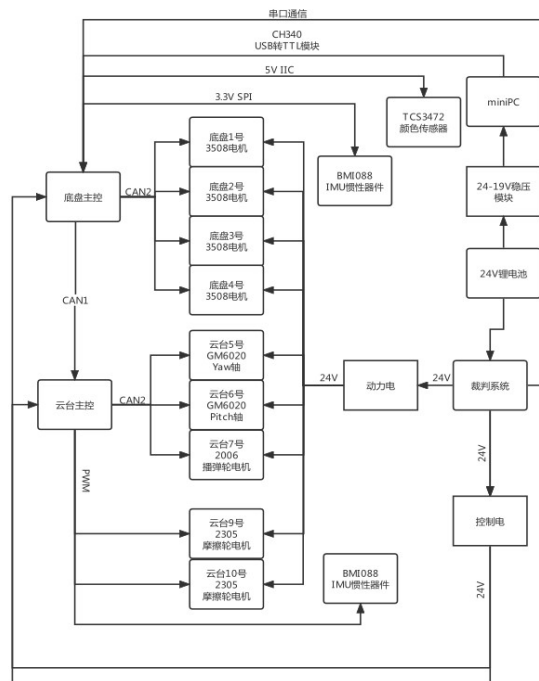 串口通信
CH340
USB转TTL模块
5V IIC
3.3V SPI
miniPC
TCS3472
颜色传感器
底盘1号
3508电机
BMI088
IMU惯性器件
底盘2号
3508电机
24-19V稳压
模块
底盘主控
CAN2
底盘3号
3508电机
底盘4号
3508电机
24V锂电池
CAN1
云台5号
GM6020
Yaw轴
云台主控
CAN2
云台6号
GM6020
Pitch轴
24V
动力电
24V
裁判系统
云台7号
2006
播弹轮电机
24V
PWM
云台9号
2305
摩擦轮电机
控制电
云台10号
2305
摩擦轮电机
BMI088
IMU惯性器件
24V